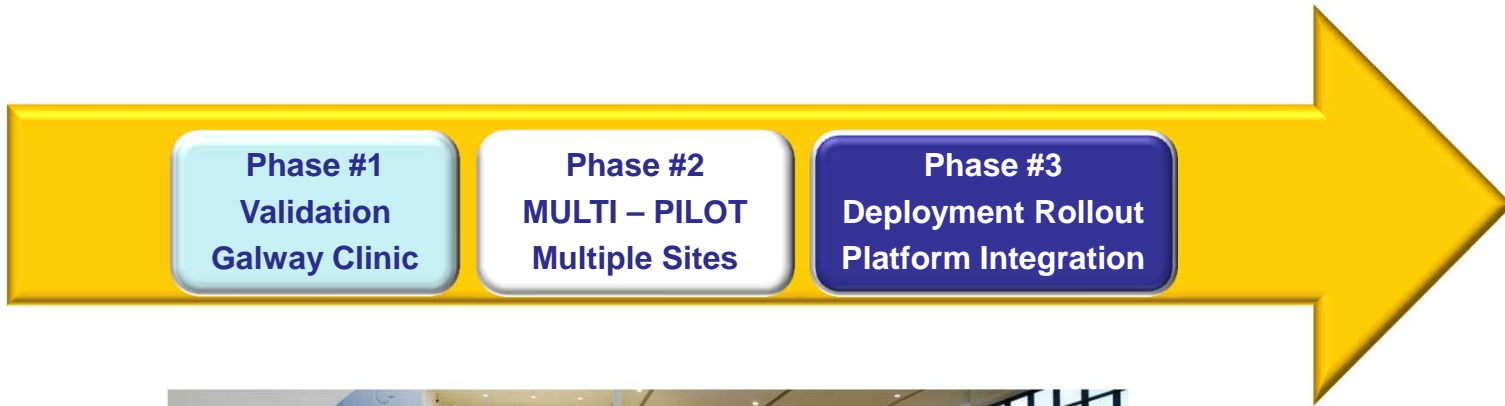 Phase #1
Validation
Galway Clinic
Phase #2
MULTI – PILOT
Multiple Sites
Phase #3
Deployment Rollout
Platform Integration